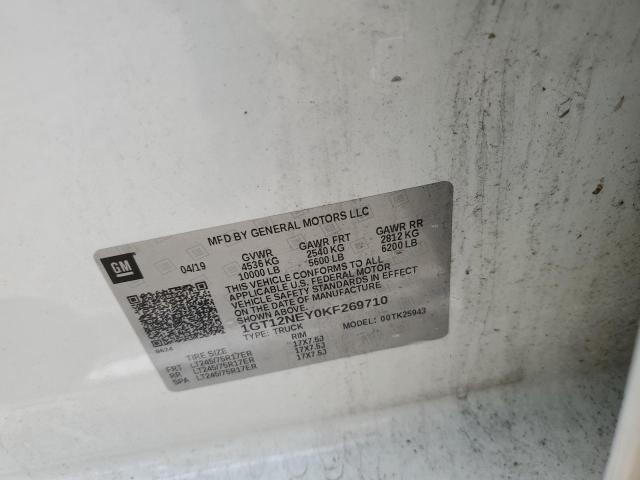 MFD BY GENERAL MOTORS LLC
GM
04/19
GVWR GAWR FRT GAWR RR
4536 KG 2540 KG 2812 KG
10000 LB 5600 LB 6200 LB
THIS VEHICLE CONFORMS TO ALL
APPLICABLE U.S. FEDERAL MOTOR
VEHICLE SAFETY STANDARDS IN EFFECT
ON THE DATE OF MANUFACTURE SHOWN ABOVE
1GT12NEY0KF269710
TYPE: TRUCK MODEL: 00TK25943
TIRE SIZE RIM
FRT LT245/75R17ER 17X7.5J
RR LT245/75R17ER 17X7.5J
SPA LT245/75R17ER 17X7.5J